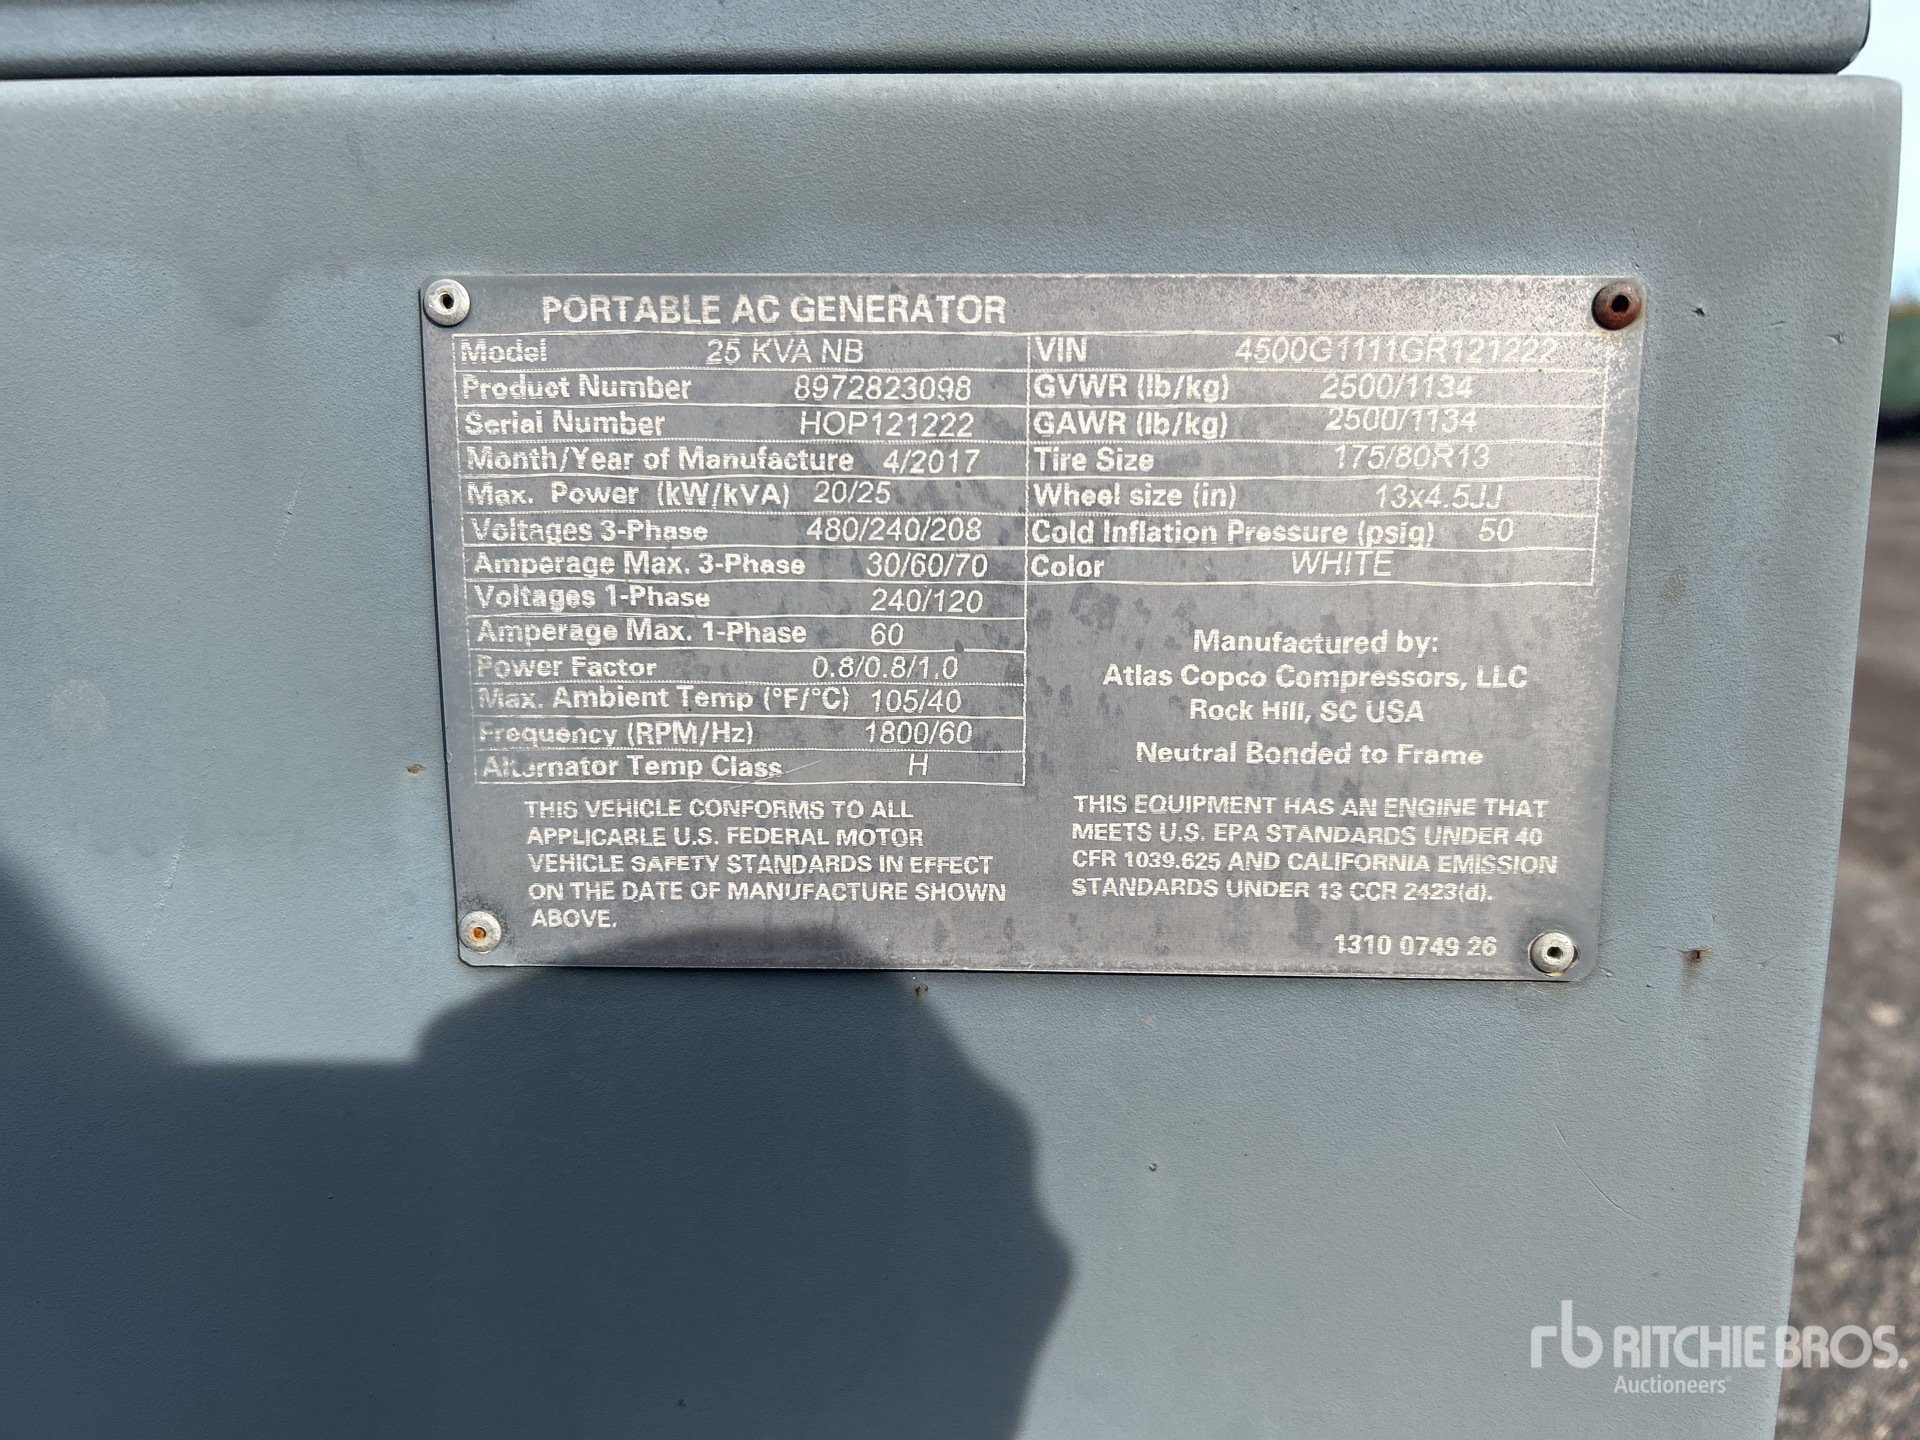 PORTABLE AC GENERATOR
Model 25 KVA NB
Product Number 8972823098
Serial Number HOP121222
Month/Year of Manufacture 4/2017
Max. Power (kW/kVA) 20/25
Voltages 3-Phase 480/240/208
Amperage Max. 3-Phase 30/60/70
Voltages 1-Phase 240/120
Amperage Max. 1-Phase 60
Power Factor 0.8/0.8/1.0
Max. Ambient Temp (°F/°C) 105/40
Frequency (RPM/Hz) 1800/60
Alternator Temp Class H
THIS VEHICLE CONFORMS TO ALL
APPLICABLE U.S. FEDERAL MOTOR
VEHICLE SAFETY STANDARDS IN EFFECT
ON THE DATE OF MANUFACTURE SHOWN
ABOVE.
VIN 4500G1111GR121222
GVWR (lb/kg) 2500/1134
GAWR (lb/kg) 2500/1134
Tire Size 175/80R13
Wheel size (in) 13x4.5JJ
Cold Inflation Pressure (psig) 50
Color WHITE
Manufactured by:
Atlas Copco Compressors, LLC
Rock Hill, SC USA
Neutral Bonded to Frame
THIS EQUIPMENT HAS AN ENGINE THAT
MEETS U.S. EPA STANDARDS UNDER 40
CFR 1039.625 AND CALIFORNIA EMISSION
STANDARDS UNDER 13 CCR 2423(d).
1310 0749 26
rb RITCHIE BROS.
Auctioneers